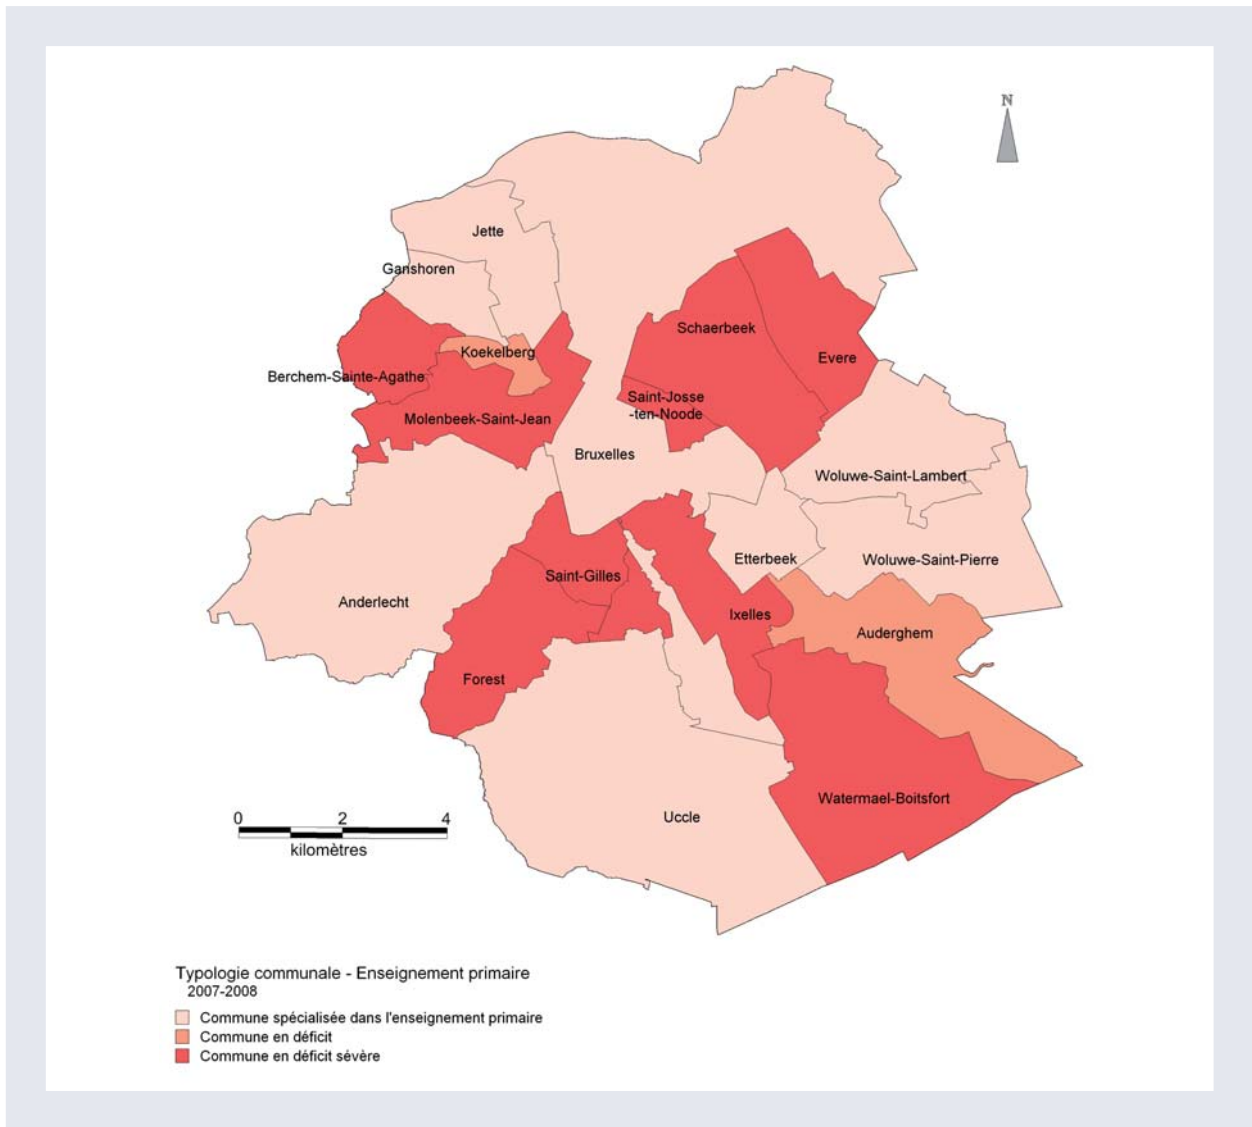 N
Jette
Ganshoren
Schaerbeek
Koekelberg
Evere
Berchem-Sainte-Agathe
Saint-Josse
-ten-Noode
Molenbeek-Saint-Jean
Bruxelles
Woluwe-Saint-Lambert
Etterbeek
Woluwe-Saint-Pierre
Saint-Gilles
Anderlecht
Ixelles
Auderghem
Forest
Watermael-Boitsfort
Uccle
0 2 4
kilomètres
Typologie communale - Enseignement primaire
2007-2008
Commune spécialisée dans l'enseignement primaire
Commune en déficit
Commune en déficit sévère